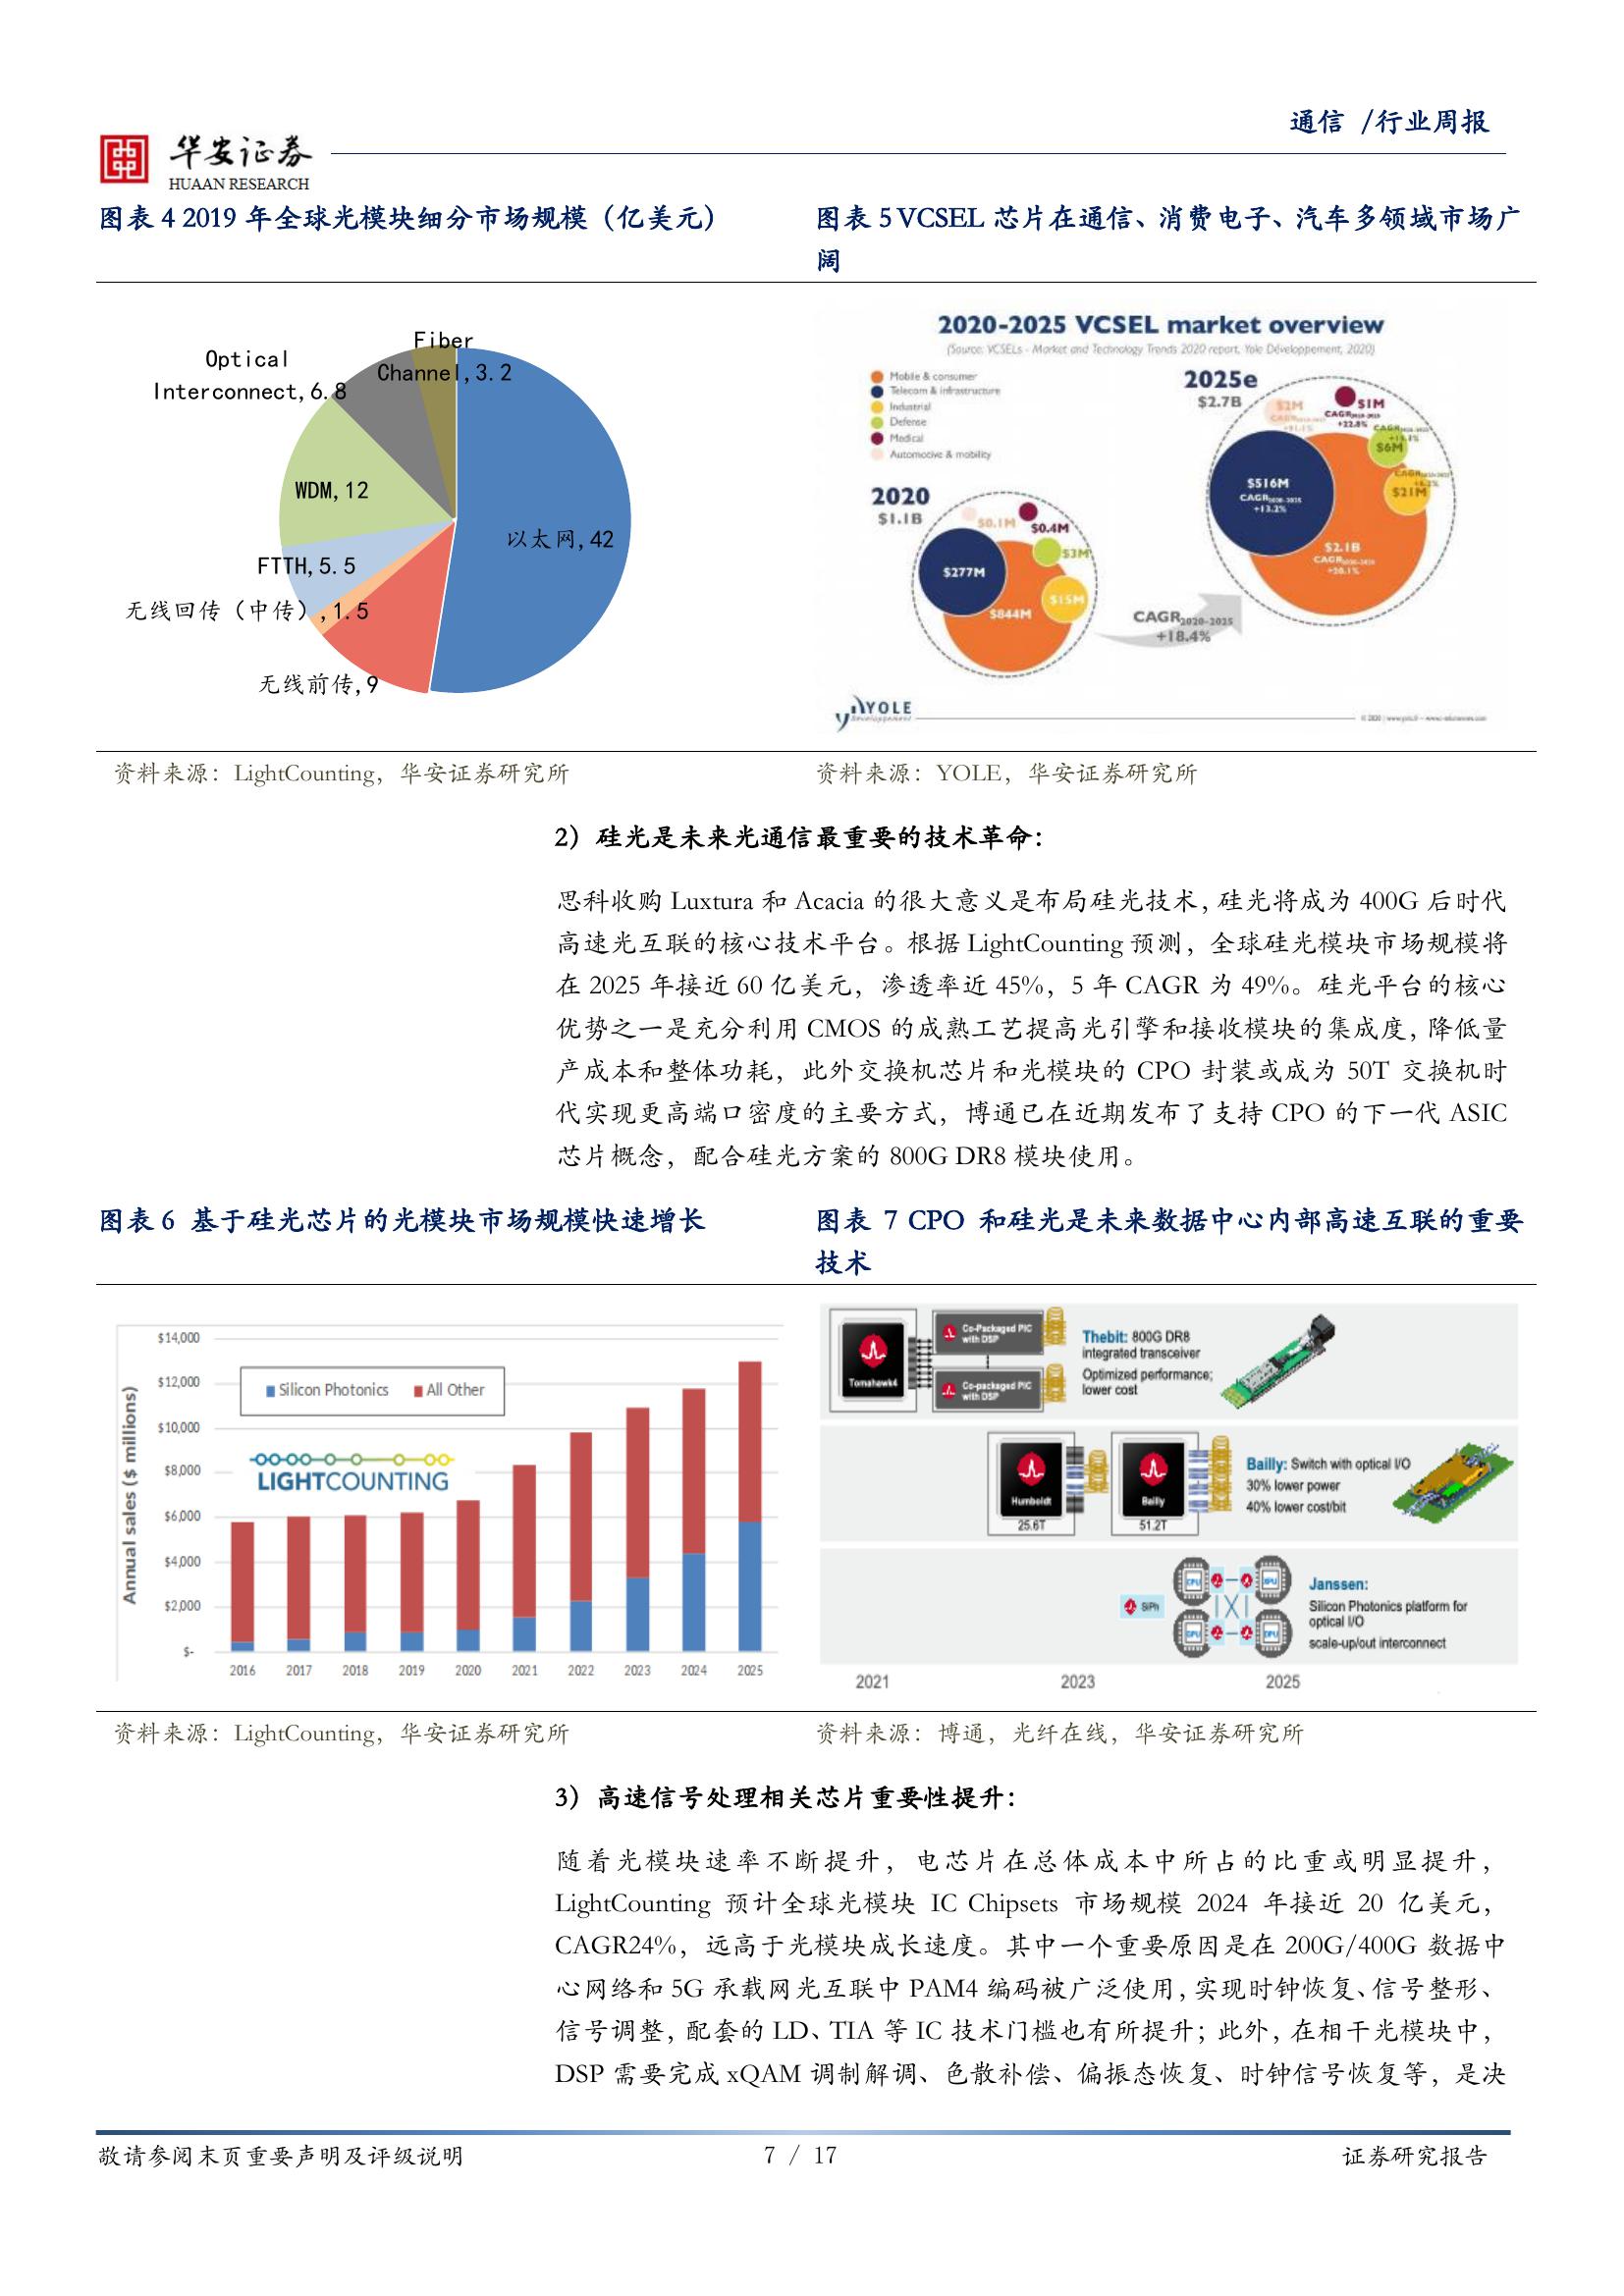 通信 /行业周报
华安证券
HUAAN RESEARCH
图表 4 2019 年全球光模块细分市场规模（亿美元）
Fiber
Channel,3.2
Optical
Interconnect,6.8
WDM,12
以太网,42
FTTH,5.5
无线回传（中传）,1.5
无线前传,9
资料来源：LightCounting，华安证券研究所
图表 5 VCSEL 芯片在通信、消费电子、汽车多领域市场广
阔
2020-2025 VCSEL market overview
(Source: VCSELs - Market and Technology Trends 2020 report, Yole Développement, 2020)
Mobile & consumer
Telecom & infrastructure
Industrial
Defense
Medical
Automotive & mobility
2025e
$2.7B
$2M
$1M
CAGR2020-2025
+22.8%
$6M
$21M
$516M
CAGR2020-2025
+13.2%
$2.1B
CAGR2020-2025
2020
$1.1B
$0.1M
$0.4M
$3M
$277M
$15M
$844M
CAGR2020-2025
+18.4%
YOLE
Développement
资料来源：YOLE，华安证券研究所
2）硅光是未来光通信最重要的技术革命：
思科收购 Luxtura 和 Acacia 的很大意义是布局硅光技术，硅光将成为 400G 后时代
高速光互联的核心技术平台。根据 LightCounting 预测，全球硅光模块市场规模将
在 2025 年接近 60 亿美元，渗透率近 45%，5 年 CAGR 为 49%。硅光平台的核心
优势之一是充分利用 CMOS 的成熟工艺提高光引擎和接收模块的集成度，降低量
产成本和整体功耗，此外交换机芯片和光模块的 CPO 封装或成为 50T 交换机时
代实现更高端口密度的主要方式，博通已在近期发布了支持 CPO 的下一代 ASIC
芯片概念，配合硅光方案的 800G DR8 模块使用。
图表 6 基于硅光芯片的光模块市场规模快速增长
Annual sales ($ millions)
$14,000
$12,000
$10,000
$8,000
$6,000
$4,000
$2,000
$-
Silicon Photonics
All Other
LIGHTCOUNTING
2016 2017 2018 2019 2020 2021 2022 2023 2024 2025
资料来源：LightCounting，华安证券研究所
图表 7 CPO 和硅光是未来数据中心内部高速互联的重要
技术
Tomahawk4
Co-Packaged PIC
with DSP
Co-packaged PIC
with DSP
Thebit: 800G DR8
integrated transceiver
Optimized performance;
lower cost
Humboldt
25.6T
Bailly
51.2T
Bailly: Switch with optical I/O
30% lower power
40% lower cost/bit
SiPh
Janssen:
Silicon Photonics platform for
optical I/O
scale-up/out interconnect
2021 2023 2025
资料来源：博通，光纤在线，华安证券研究所
3）高速信号处理相关芯片重要性提升：
随着光模块速率不断提升，电芯片在总体成本中所占的比重或明显提升，
LightCounting 预计全球光模块 IC Chipsets 市场规模 2024 年接近 20 亿美元，
CAGR24%，远高于光模块成长速度。其中一个重要原因是在 200G/400G 数据中
心网络和 5G 承载网光互联中 PAM4 编码被广泛使用，实现时钟恢复、信号整形、
信号调整，配套的 LD、TIA 等 IC 技术门槛也有所提升；此外，在相干光模块中，
DSP 需要完成 xQAM 调制解调、色散补偿、偏振态恢复、时钟信号恢复等，是决
敬请参阅末页重要声明及评级说明
7 / 17
证券研究报告